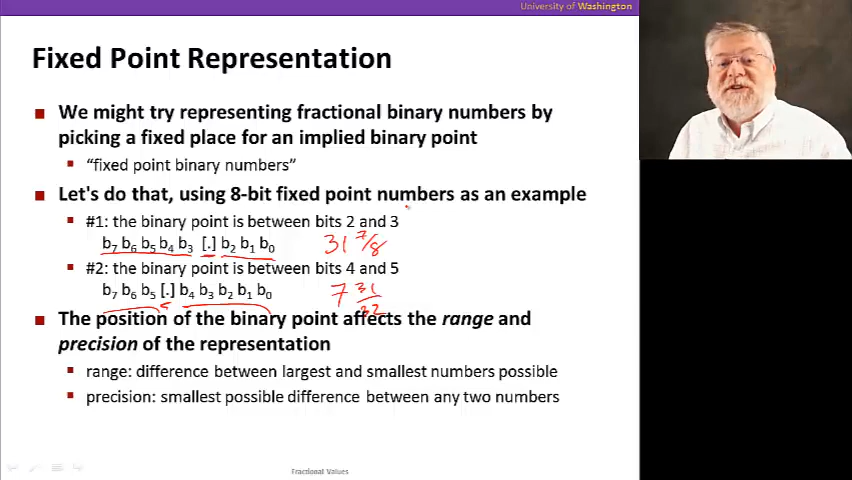 University of Washington
Fixed Point Representation
We might try representing fractional binary numbers by
picking a fixed place for an implied binary point
“fixed point binary numbers”
Let's do that, using 8-bit fixed point numbers as an example
#1: the binary point is between bits 2 and 3
b7 b6 b5 b4 b3 [.] b2 b1 b0 31 7/8
#2: the binary point is between bits 4 and 5
b7 b6 b5 [.] b4 b3 b2 b1 b0 7 31/32
The position of the binary point affects the range and
precision of the representation
range: difference between largest and smallest numbers possible
precision: smallest possible difference between any two numbers
Fractional Values